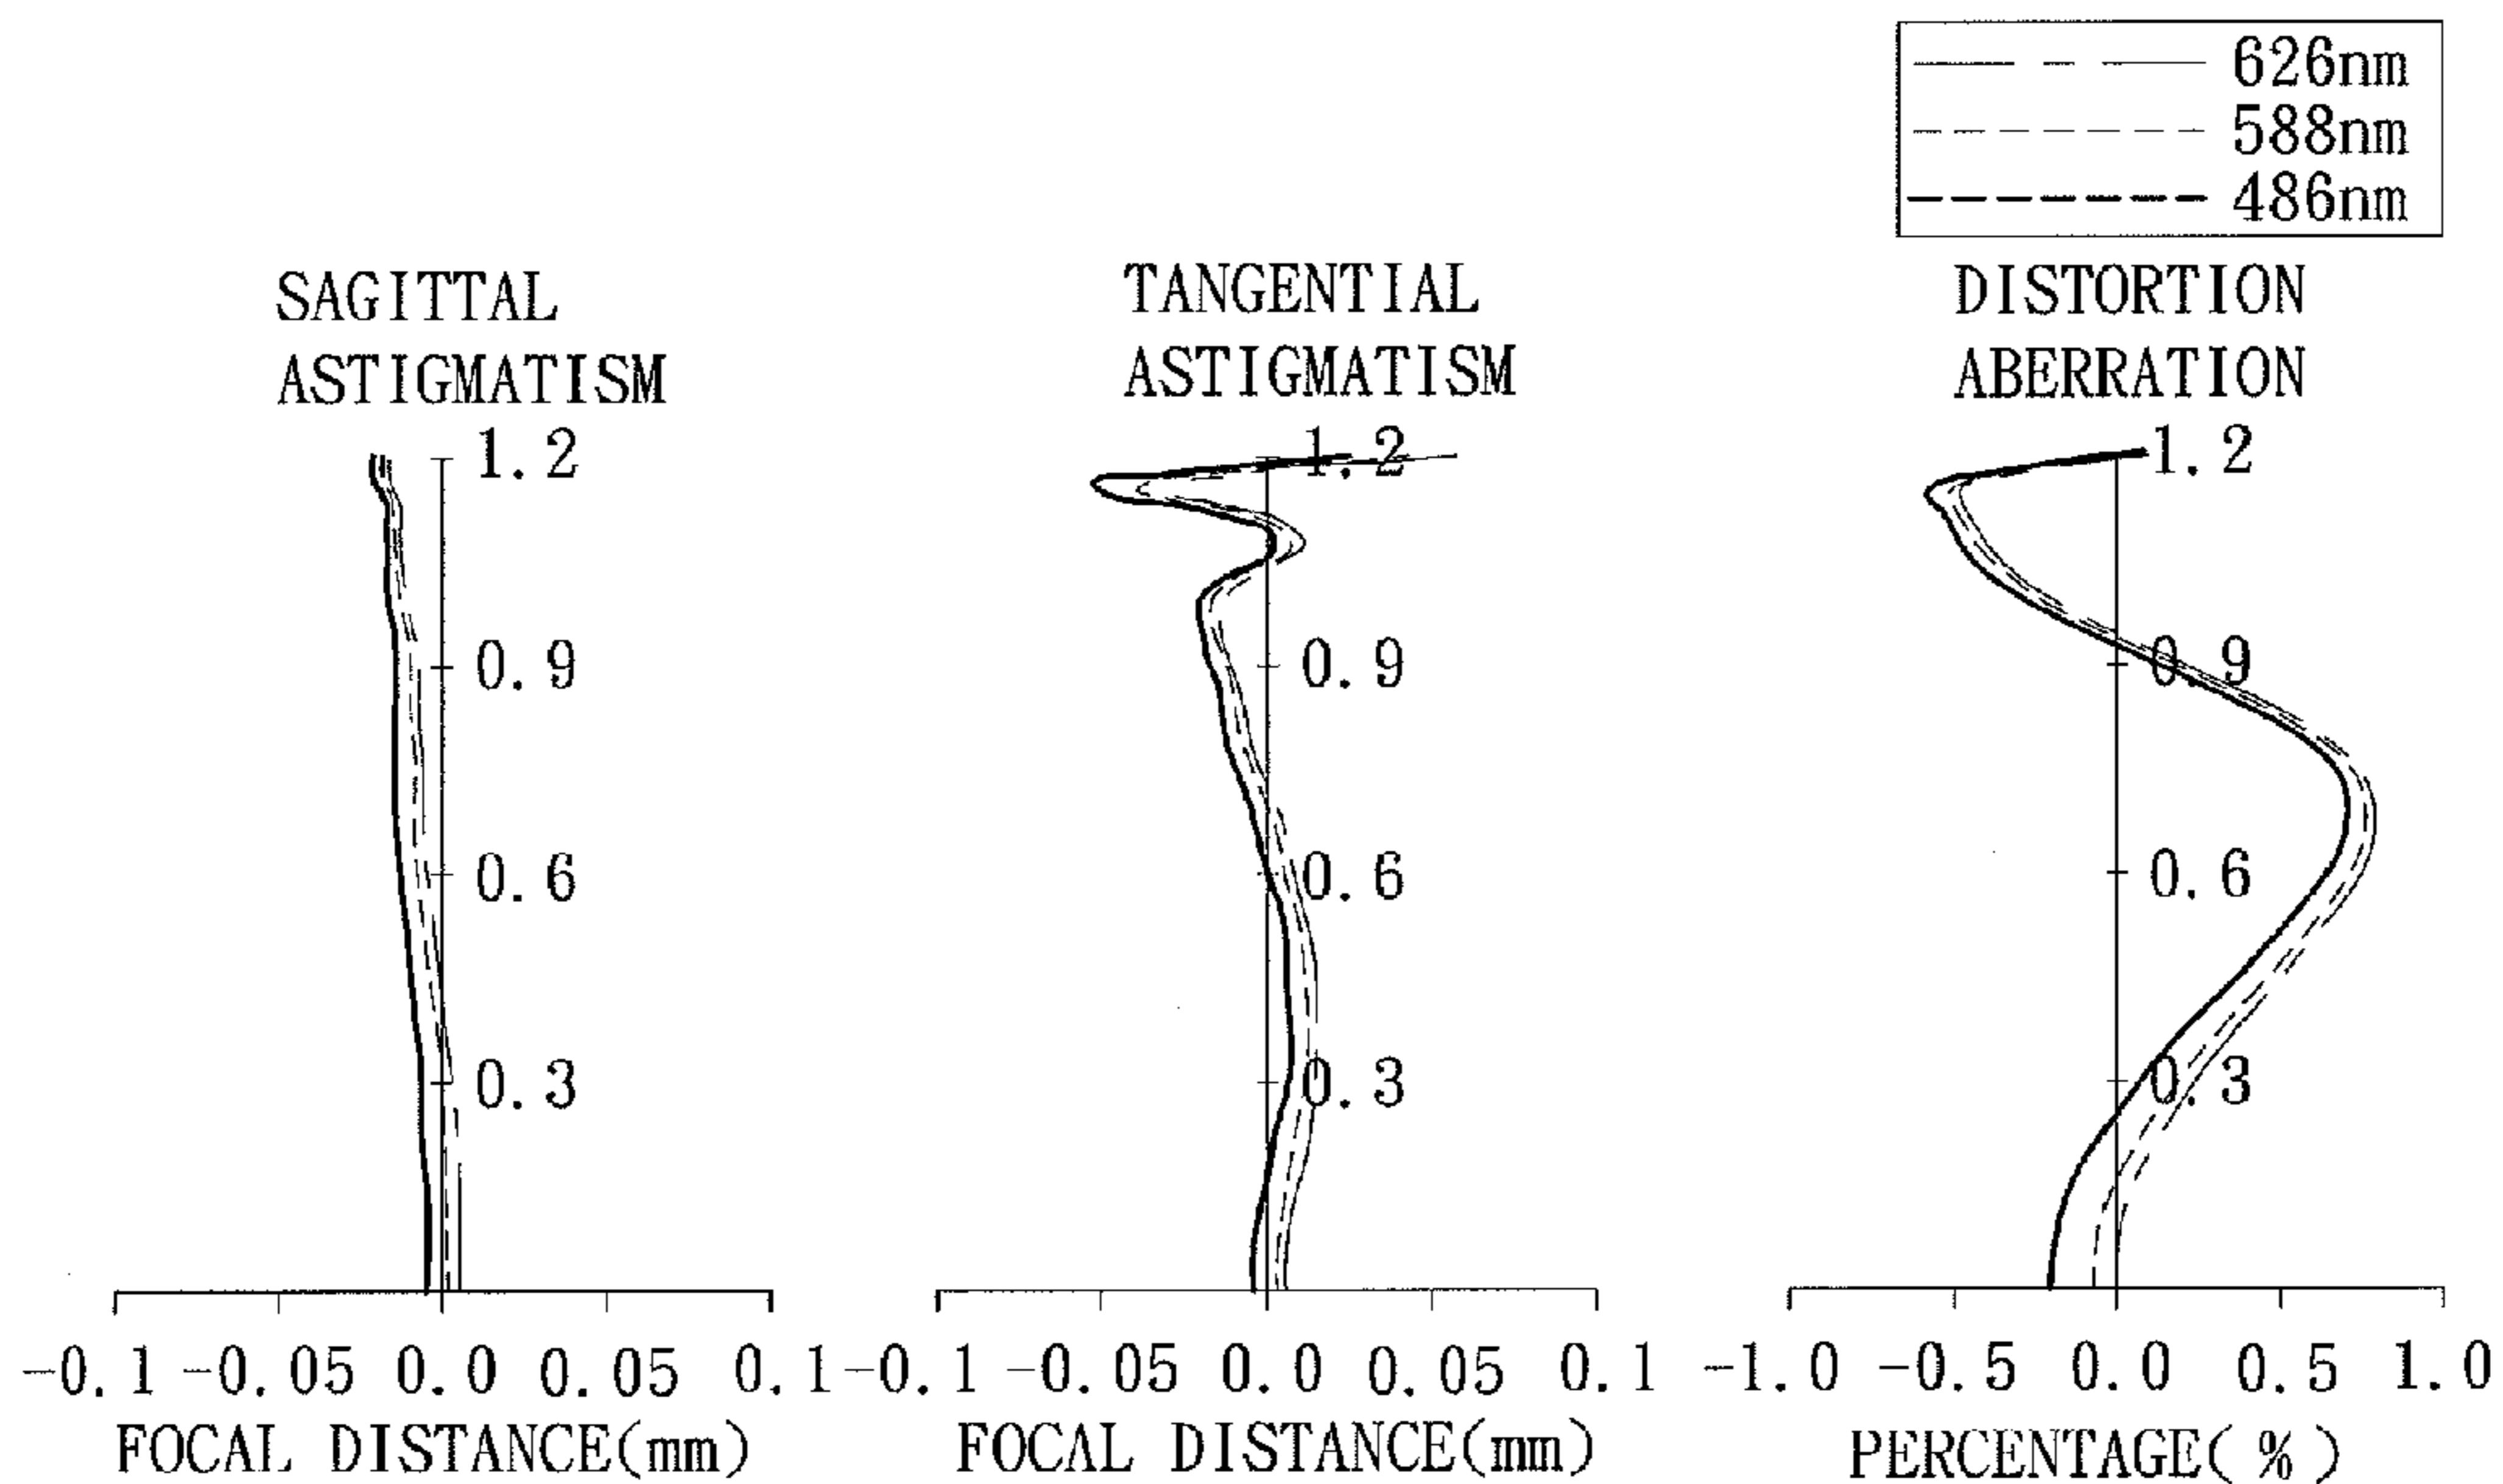 626nm
588nm
486nm
SAGITTAL
ASTIGMATISM
1.2
0.9
0.6
0.3
-0.1 -0.05 0.0 0.05 0.1
FOCAL DISTANCE(mm)
TANGENTIAL
ASTIGMATISM
1.2
0.9
0.6
0.3
-0.1 -0.05 0.0 0.05 0.1
FOCAL DISTANCE(mm)
DISTORTION
ABERRATION
1.2
0.9
0.6
0.3
-1.0 -0.5 0.0 0.5 1.0
PERCENTAGE(%)